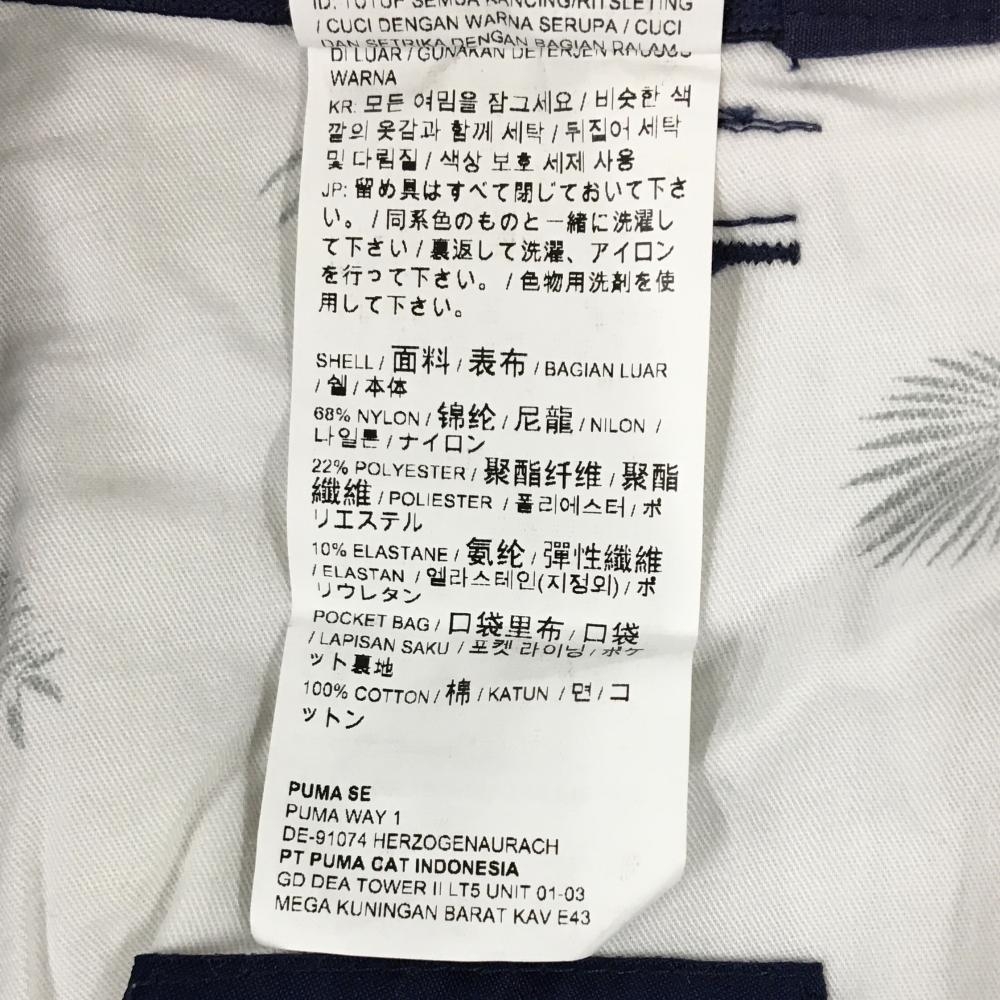 ID: TUTUP SEMUA KANCING/RITSLETING
/ CUCI DENGAN WARNA SERUPA / CUCI
DAN SETRIKA DENGAN BAGIAN DALAM
DI LUAR / GUNAKAN DETERJEN
WARNA
KR: 모든 여밈을 잠그세요 / 비슷한 색
깔의 옷감과 함께 세탁 / 뒤집어 세탁
및 다림질 / 색상 보호 세제 사용
JP: 留め具はすべて閉じておいて下さ
い。 / 同系色のものと一緒に洗濯し
て下さい / 裏返して洗濯、アイロン
を行って下さい。 / 色物用洗剤を使
用して下さい。
SHELL / 面料 / 表布 / BAGIAN LUAR
/ 쉘 / 本体
68% NYLON / 锦纶 / 尼龍 / NILON /
나일론 / ナイロン
22% POLYESTER / 聚酯纤维 / 聚酯
纖維 / POLIESTER / 폴리에스터 / ポ
リエステル
10% ELASTANE / 氨纶 / 彈性纖維
/ ELASTAN / 엘라스테인(지정외) / ポ
リウレタン
POCKET BAG / 口袋里布 / 口袋
/ LAPISAN SAKU / 포켓 라이닝 / ポケ
ット裏地
100% COTTON / 棉 / KATUN / 면 / コ
ットン
PUMA SE
PUMA WAY 1
DE-91074 HERZOGENAURACH
PT PUMA CAT INDONESIA
GD DEA TOWER II LT5 UNIT 01-03
MEGA KUNINGAN BARAT KAV E43